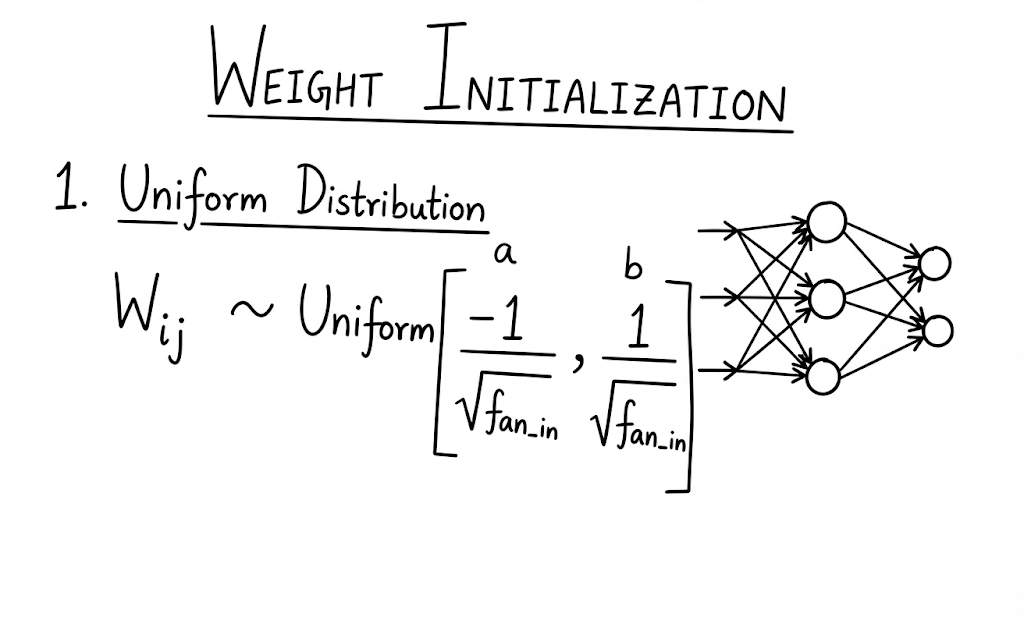 WEIGHT INITIALIZATION
1. Uniform Distribution
a b
Wij ~ Uniform[-1/√fan_in, 1/√fan_in]